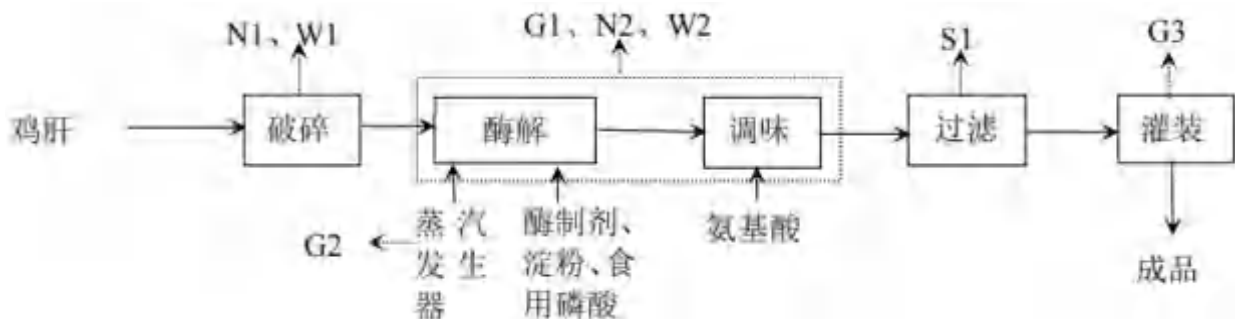 N1、W1
G1、N2、W2
S1
G3
鸡肝
破碎
酶解
调味
过滤
灌装
G2
蒸汽
发生
器
酶制剂、
淀粉、食
用磷酸
氨基酸
成品